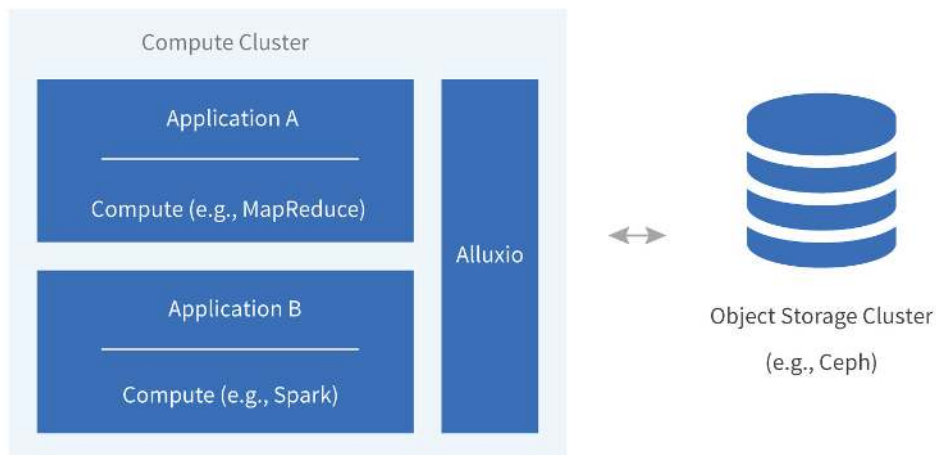 Compute Cluster
Application A
Compute (e.g., MapReduce)
Alluxio
Application B
Compute (e.g., Spark)
Object Storage Cluster
(e.g., Ceph)